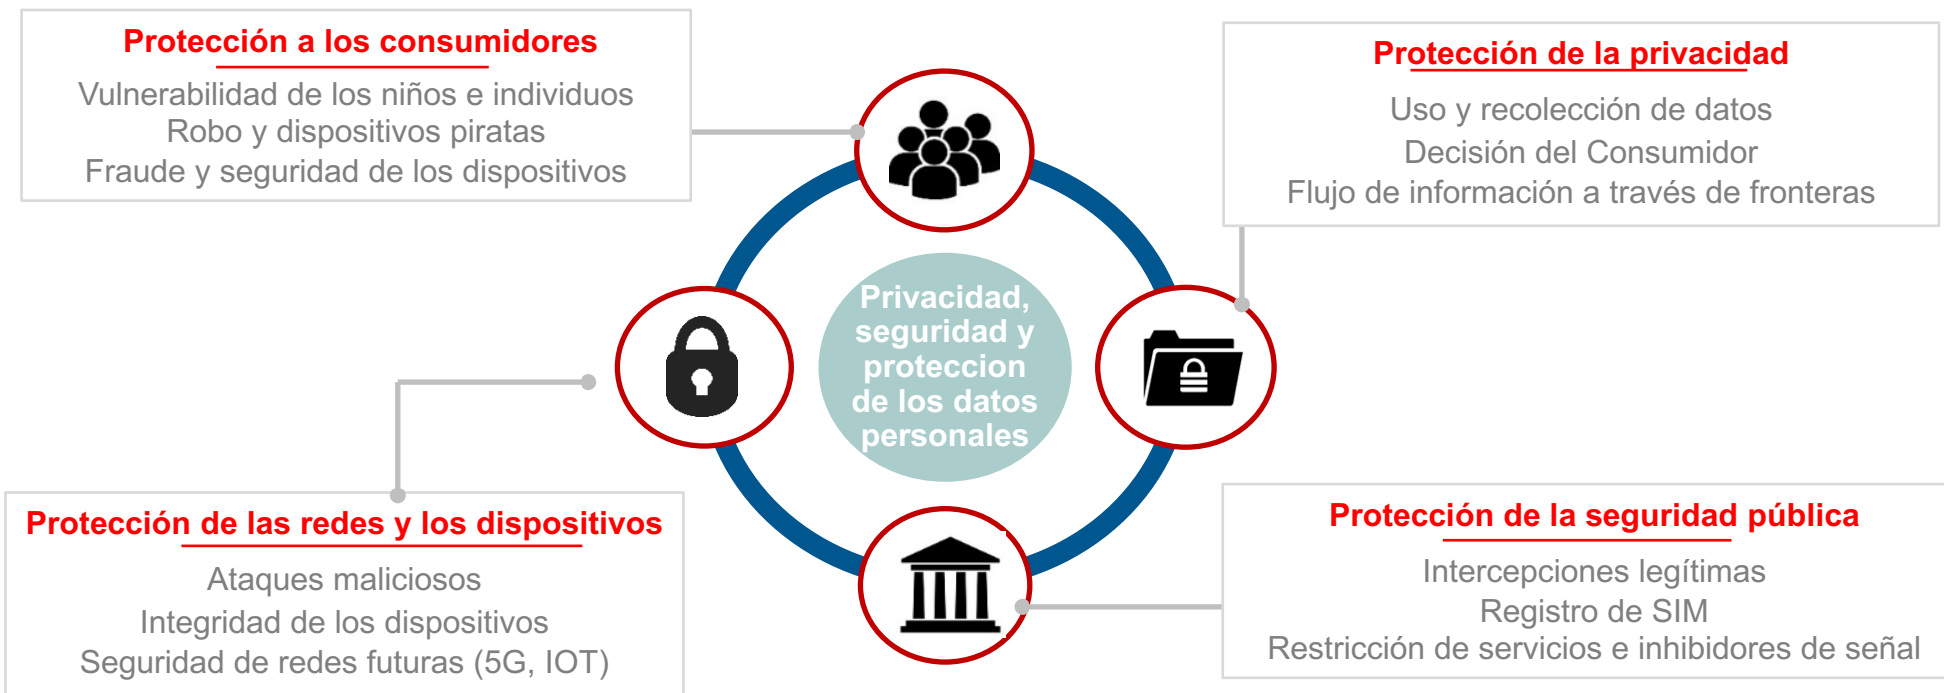 Protección a los consumidores
Vulnerabilidad de los niños e individuos
Robo y dispositivos piratas
Fraude y seguridad de los dispositivos
Protección de la privacidad
Uso y recolección de datos
Decisión del Consumidor
Flujo de información a través de fronteras
Privacidad,
seguridad y
proteccion
de los datos
personales
Protección de las redes y los dispositivos
Ataques maliciosos
Integridad de los dispositivos
Seguridad de redes futuras (5G, IOT)
Protección de la seguridad pública
Intercepciones legítimas
Registro de SIM
Restricción de servicios e inhibidores de señal